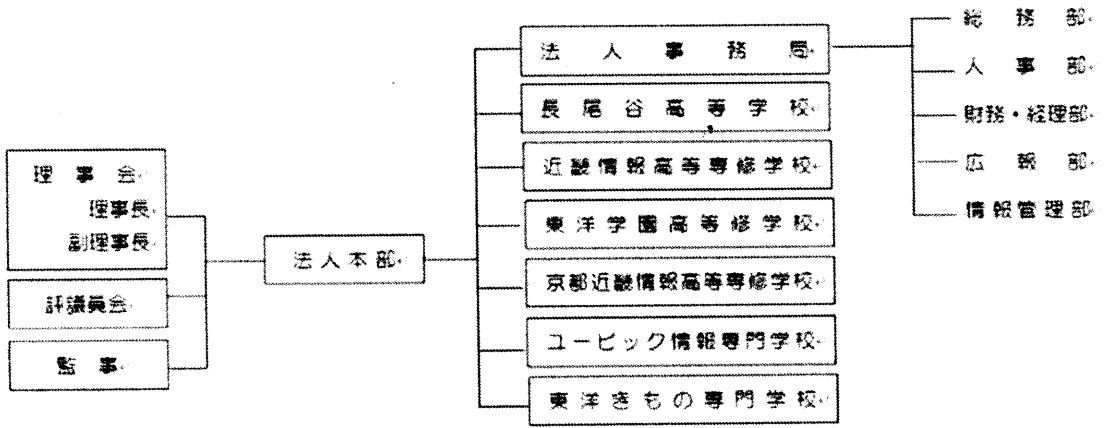 理事会
理事長
副理事長
評議員会
監事
法人本部
法人事務局
長尾谷高等学校
近畿情報高等専修学校
東洋学園高等修学校
京都近畿情報高等専修学校
ユービック情報専門学校
東洋きもの専門学校
総務部
人事部
財務・経理部
広報部
情報管理部